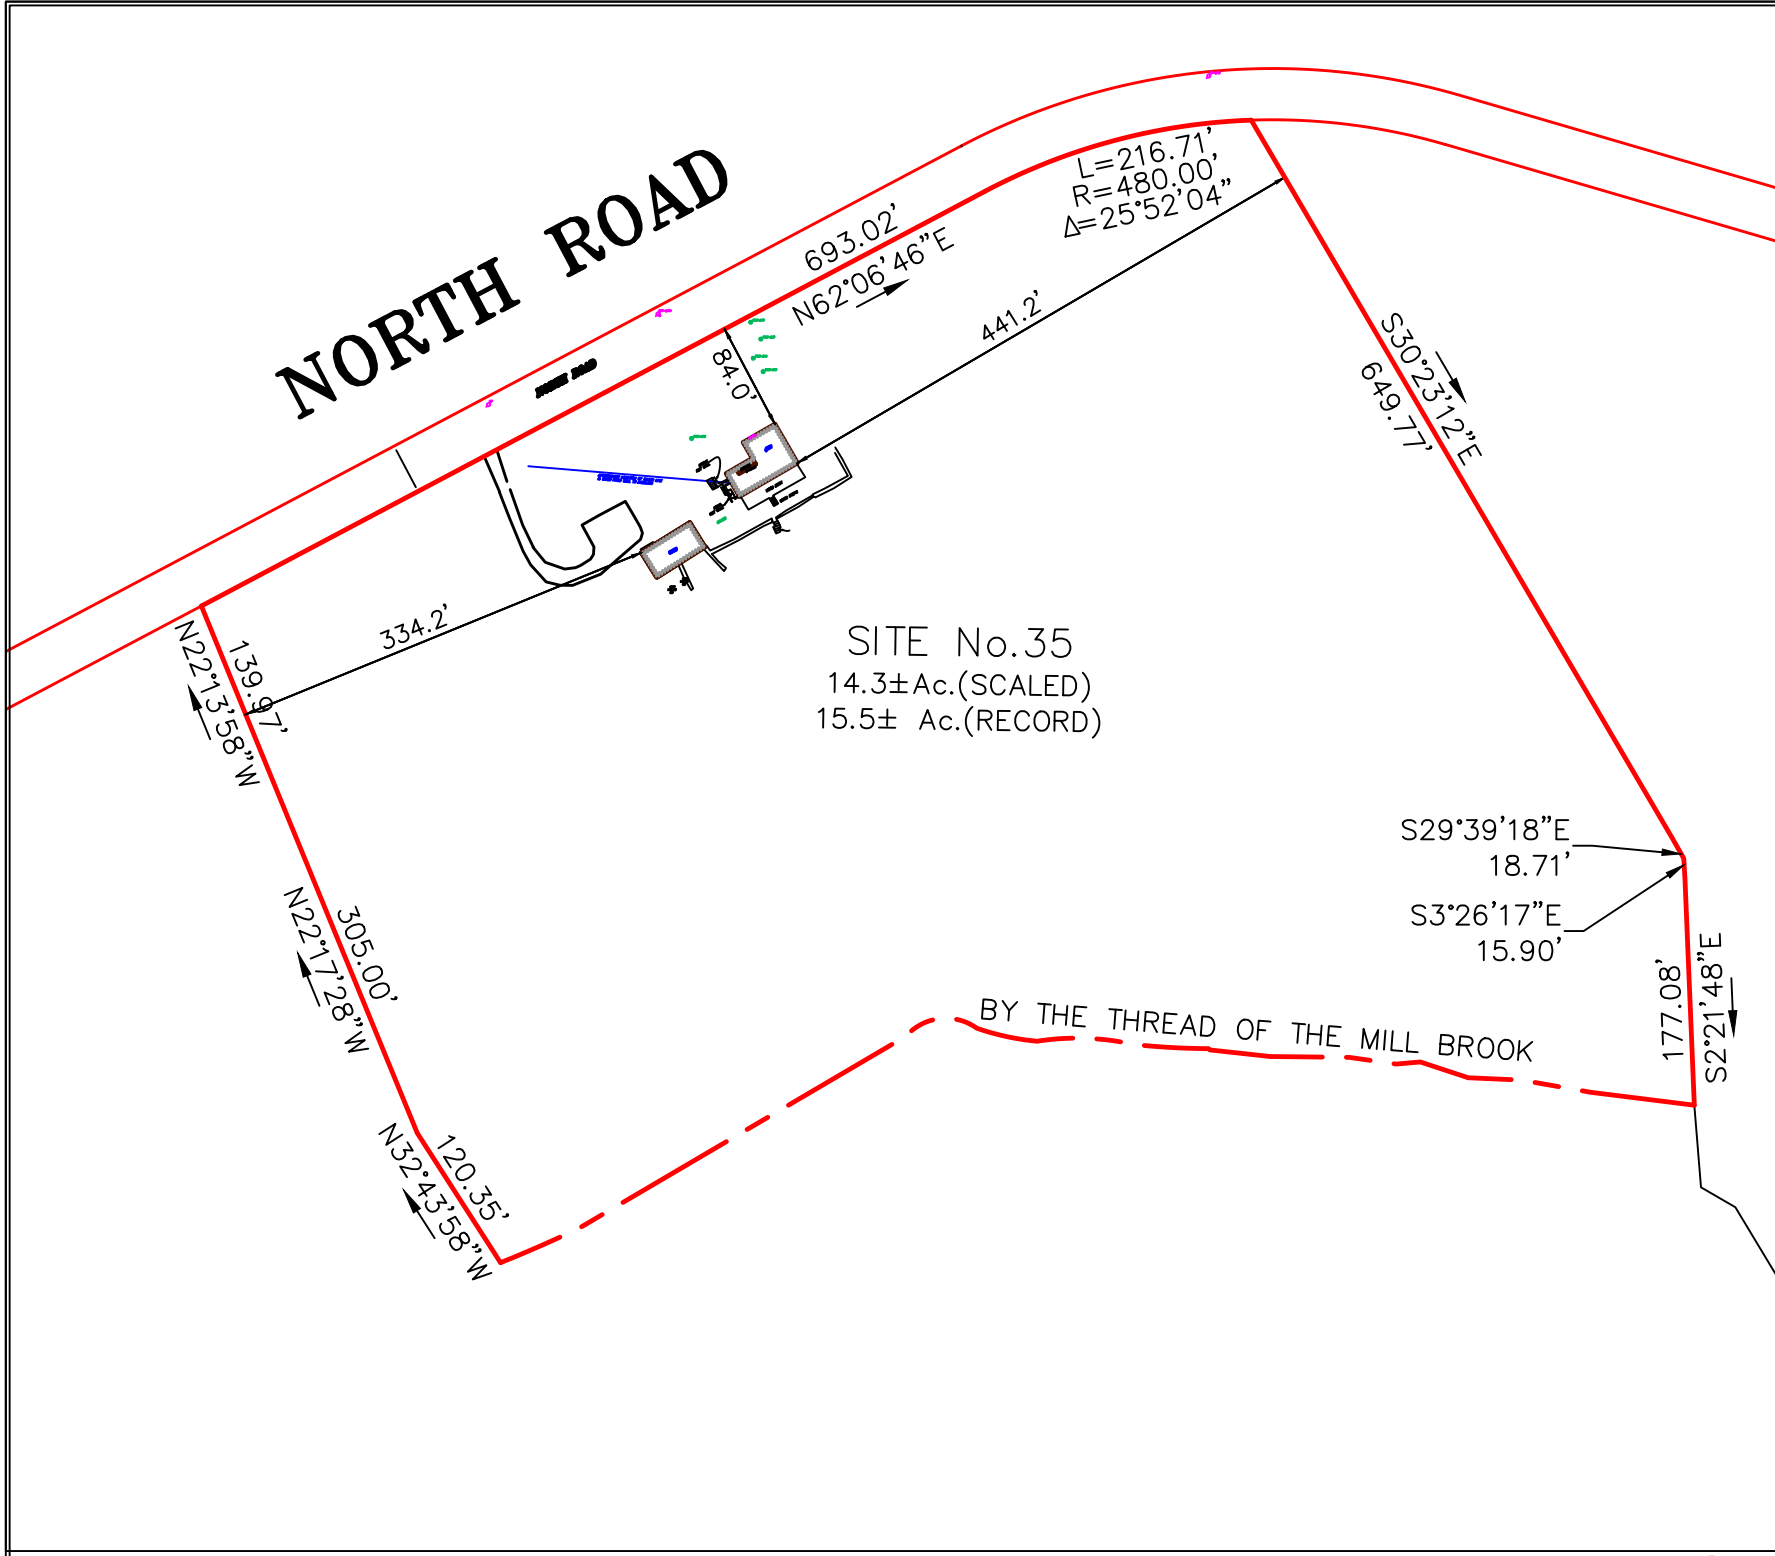 NORTH ROAD
L=216.71'
R=480.00'
Δ=25°52'04"
693.02'
N62°06'46"E
441.2'
84.0'
NORTH ROAD
S30°23'12"E
649.77'
334.2'
139.97'
N22°13'58"W
SITE No.35
14.3±Ac.(SCALED)
15.5± Ac.(RECORD)
S29°39'18"E
18.71'
S3°26'17"E
15.90'
305.00'
N22°17'28"W
177.08'
S2°21'48"E
BY THE THREAD OF THE MILL BROOK
120.35'
N32°43'58"W